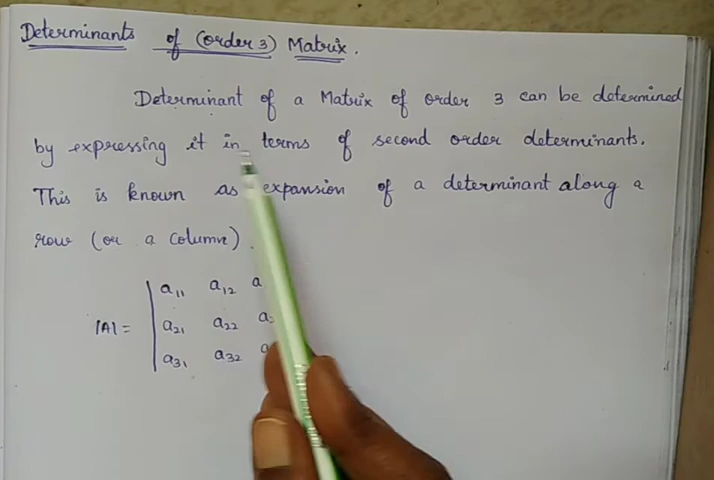 Determinants of (order 3) Matrix.
Determinant of a Matrix of order 3 can be determined
by expressing it in terms of second order determinants.
This is known as expansion of a determinant along a
row (or a column).
a₁₁ a₁₂ a
|A| = a₂₁ a₂₂ a₂
a₃₁ a₃₂ a